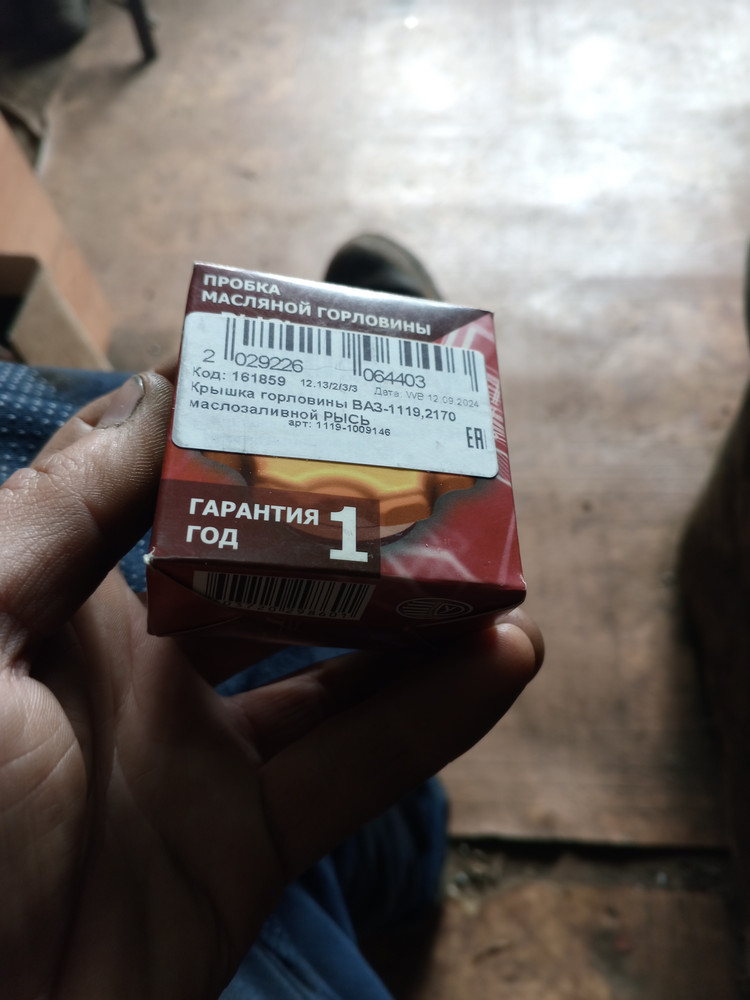 ПРОБКА
МАСЛЯНОЙ ГОРЛОВИНЫ
2 029226 064403
Код: 161859 12.13/2/3/3 Дата: WB 12.09.2024
Крышка горловины ВАЗ-1119,2170
маслозаливной РЫСЬ
арт: 1119-1009146
ЕАС
ГАРАНТИЯ 1
ГОД